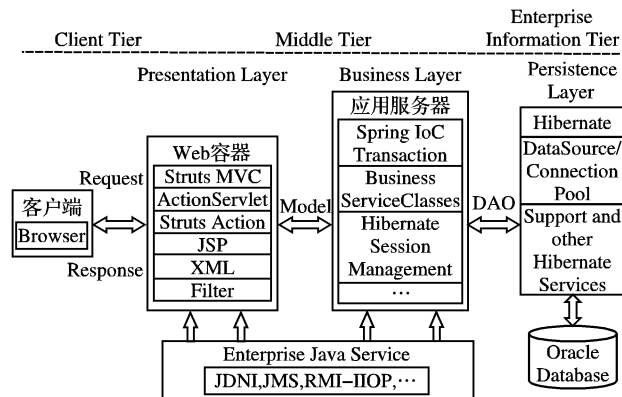 Client Tier
Middle Tier
Enterprise
Information Tier
Presentation Layer
Business Layer
Persistence
Layer
客户端
Browser
Request
Response
Web容器
Struts MVC
ActionServlet
Struts Action
JSP
XML
Filter
Model
应用服务器
Spring IoC
Transaction
Business
ServiceClasses
Hibernate
Session
Management
…
DAO
Hibernate
DataSource/
Connection
Pool
Support and
other
Hibernate
Services
Oracle
Database
Enterprise Java Service
JDNI,JMS,RMI-IIOP,…